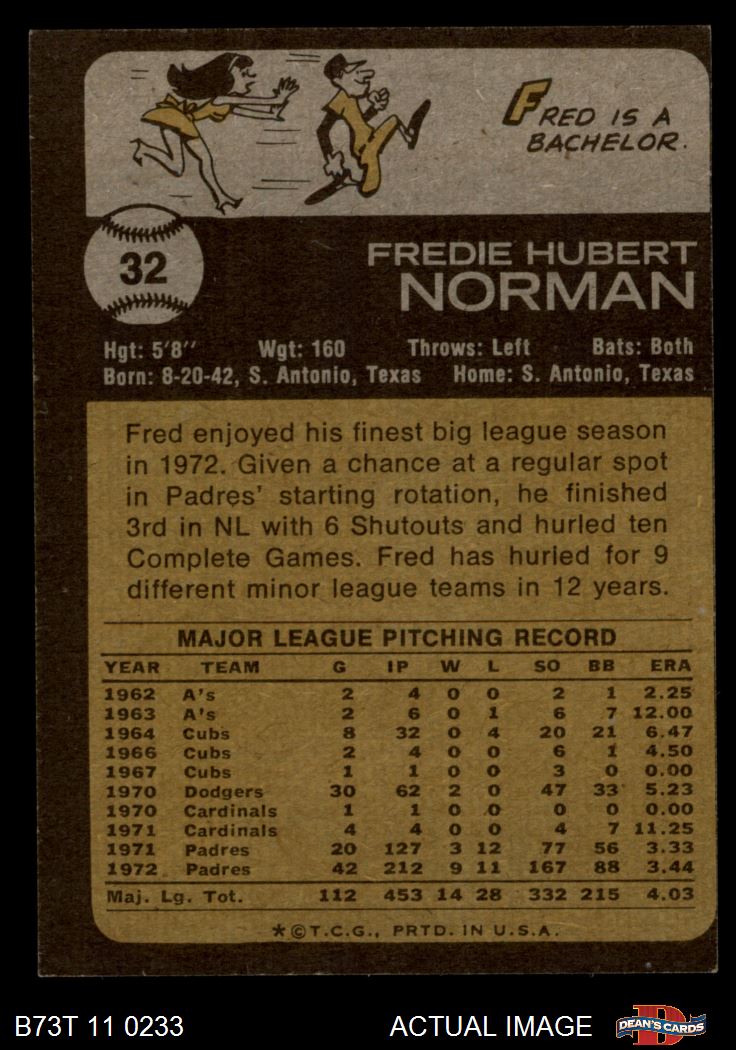 FRED IS A
BACHELOR.
32
FREDIE HUBERT
NORMAN
Hgt: 5'8" Wgt: 160 Throws: Left Bats: Both
Born: 8-20-42, S. Antonio, Texas Home: S. Antonio, Texas
Fred enjoyed his finest big league season
in 1972. Given a chance at a regular spot
in Padres' starting rotation, he finished
3rd in NL with 6 Shutouts and hurled ten
Complete Games. Fred has hurled for 9
different minor league teams in 12 years.
MAJOR LEAGUE PITCHING RECORD
YEAR TEAM G IP W L SO BB ERA
1962 A's 2 4 0 0 2 1 2.25
1963 A's 2 6 0 1 6 7 12.00
1964 Cubs 8 32 0 4 20 21 6.47
1966 Cubs 2 4 0 0 6 1 4.50
1967 Cubs 1 1 0 0 3 0 0.00
1970 Dodgers 30 62 2 0 47 33 5.23
1970 Cardinals 1 1 0 0 0 0 0.00
1971 Cardinals 4 4 0 0 4 7 11.25
1971 Padres 20 127 3 12 77 56 3.33
1972 Padres 42 212 9 11 167 88 3.44
Maj. Lg. Tot. 112 453 14 28 332 215 4.03
*©T.C.G., PRTD. IN U.S.A.
B73T 11 0233 ACTUAL IMAGE D DEAN'S CARDS